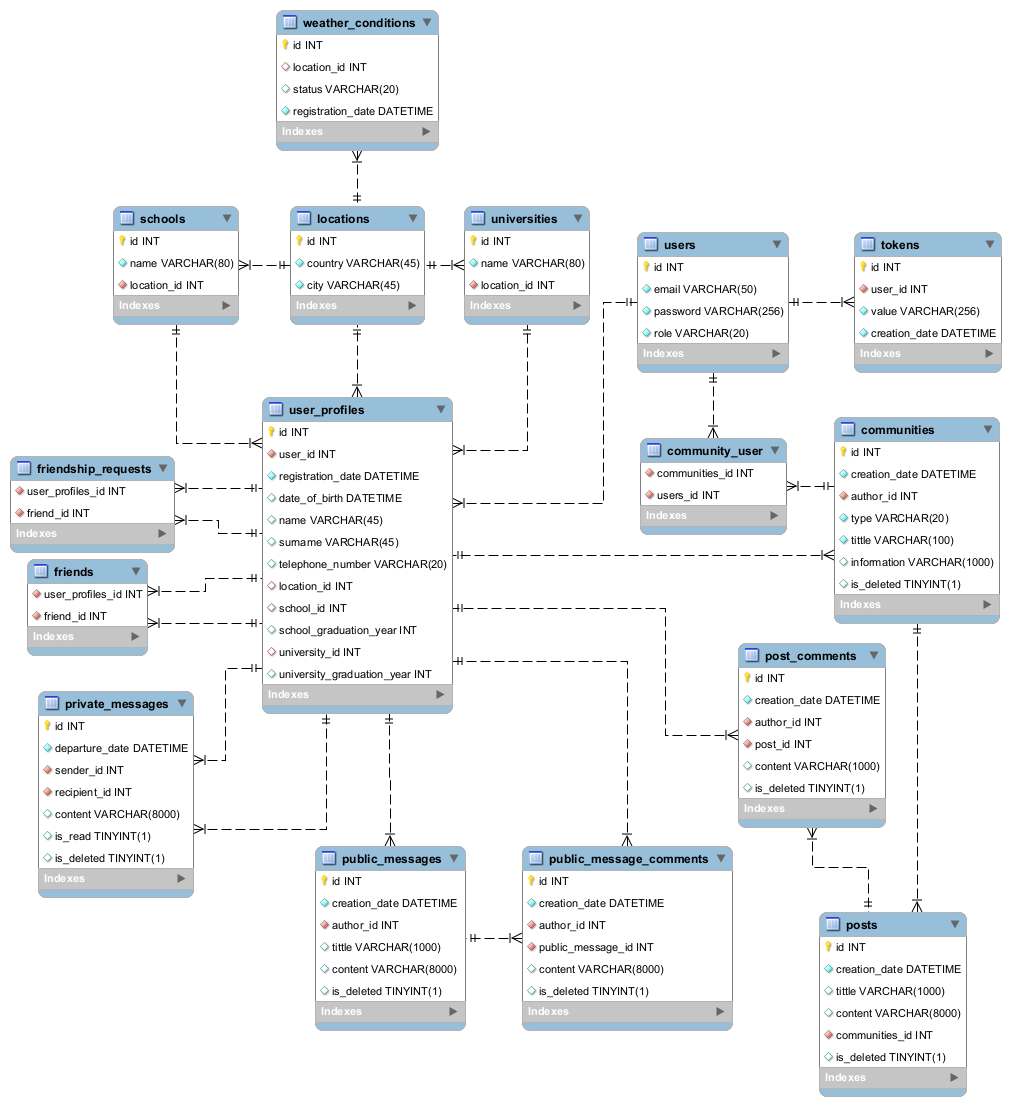 weather_conditions
id INT
location_id INT
status VARCHAR(20)
registration_date DATETIME
Indexes
schools
id INT
name VARCHAR(80)
location_id INT
Indexes
locations
id INT
country VARCHAR(45)
city VARCHAR(45)
Indexes
universities
id INT
name VARCHAR(80)
location_id INT
Indexes
users
id INT
email VARCHAR(50)
password VARCHAR(256)
role VARCHAR(20)
Indexes
tokens
id INT
user_id INT
value VARCHAR(256)
creation_date DATETIME
Indexes
user_profiles
id INT
user_id INT
registration_date DATETIME
date_of_birth DATETIME
name VARCHAR(45)
surname VARCHAR(45)
telephone_number VARCHAR(20)
location_id INT
school_id INT
school_graduation_year INT
university_id INT
university_graduation_year INT
Indexes
community_user
communities_id INT
users_id INT
Indexes
communities
id INT
creation_date DATETIME
author_id INT
type VARCHAR(20)
tittle VARCHAR(100)
information VARCHAR(1000)
is_deleted TINYINT(1)
Indexes
friendship_requests
user_profiles_id INT
friend_id INT
Indexes
friends
user_profiles_id INT
friend_id INT
Indexes
private_messages
id INT
departure_date DATETIME
sender_id INT
recipient_id INT
content VARCHAR(8000)
is_read TINYINT(1)
is_deleted TINYINT(1)
Indexes
post_comments
id INT
creation_date DATETIME
author_id INT
post_id INT
content VARCHAR(1000)
is_deleted TINYINT(1)
Indexes
public_messages
id INT
creation_date DATETIME
author_id INT
tittle VARCHAR(1000)
content VARCHAR(8000)
is_deleted TINYINT(1)
Indexes
public_message_comments
id INT
creation_date DATETIME
author_id INT
public_message_id INT
content VARCHAR(8000)
is_deleted TINYINT(1)
Indexes
posts
id INT
creation_date DATETIME
tittle VARCHAR(1000)
content VARCHAR(8000)
communities_id INT
is_deleted TINYINT(1)
Indexes